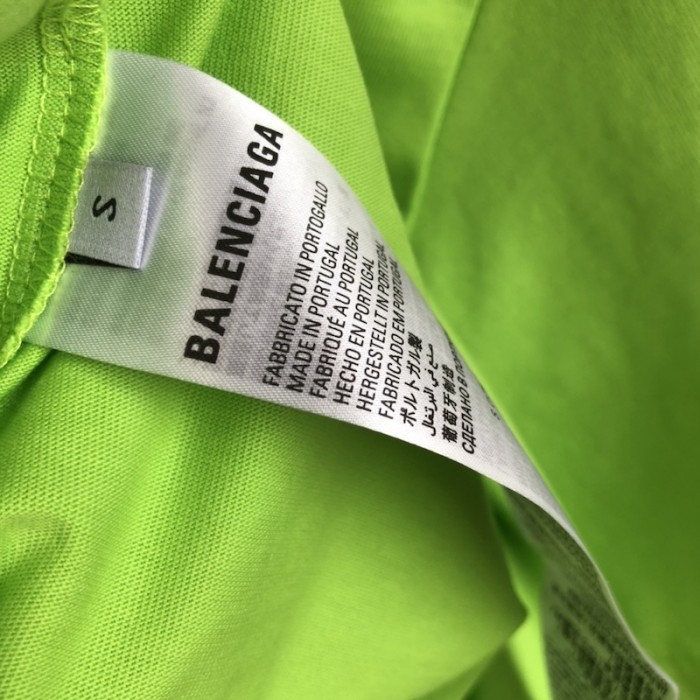 S
BALENCIAGA
FABBRICATO IN PORTOGALLO
MADE IN PORTUGAL
FABRIQUÉ AU PORTUGAL
HECHO EN PORTUGAL
HERGESTELLT IN PORTUGAL
FABRICADO EM PORTUGAL
ポルトガル製
صنع في البرتغال
葡萄牙制造
СДЕЛАНО В